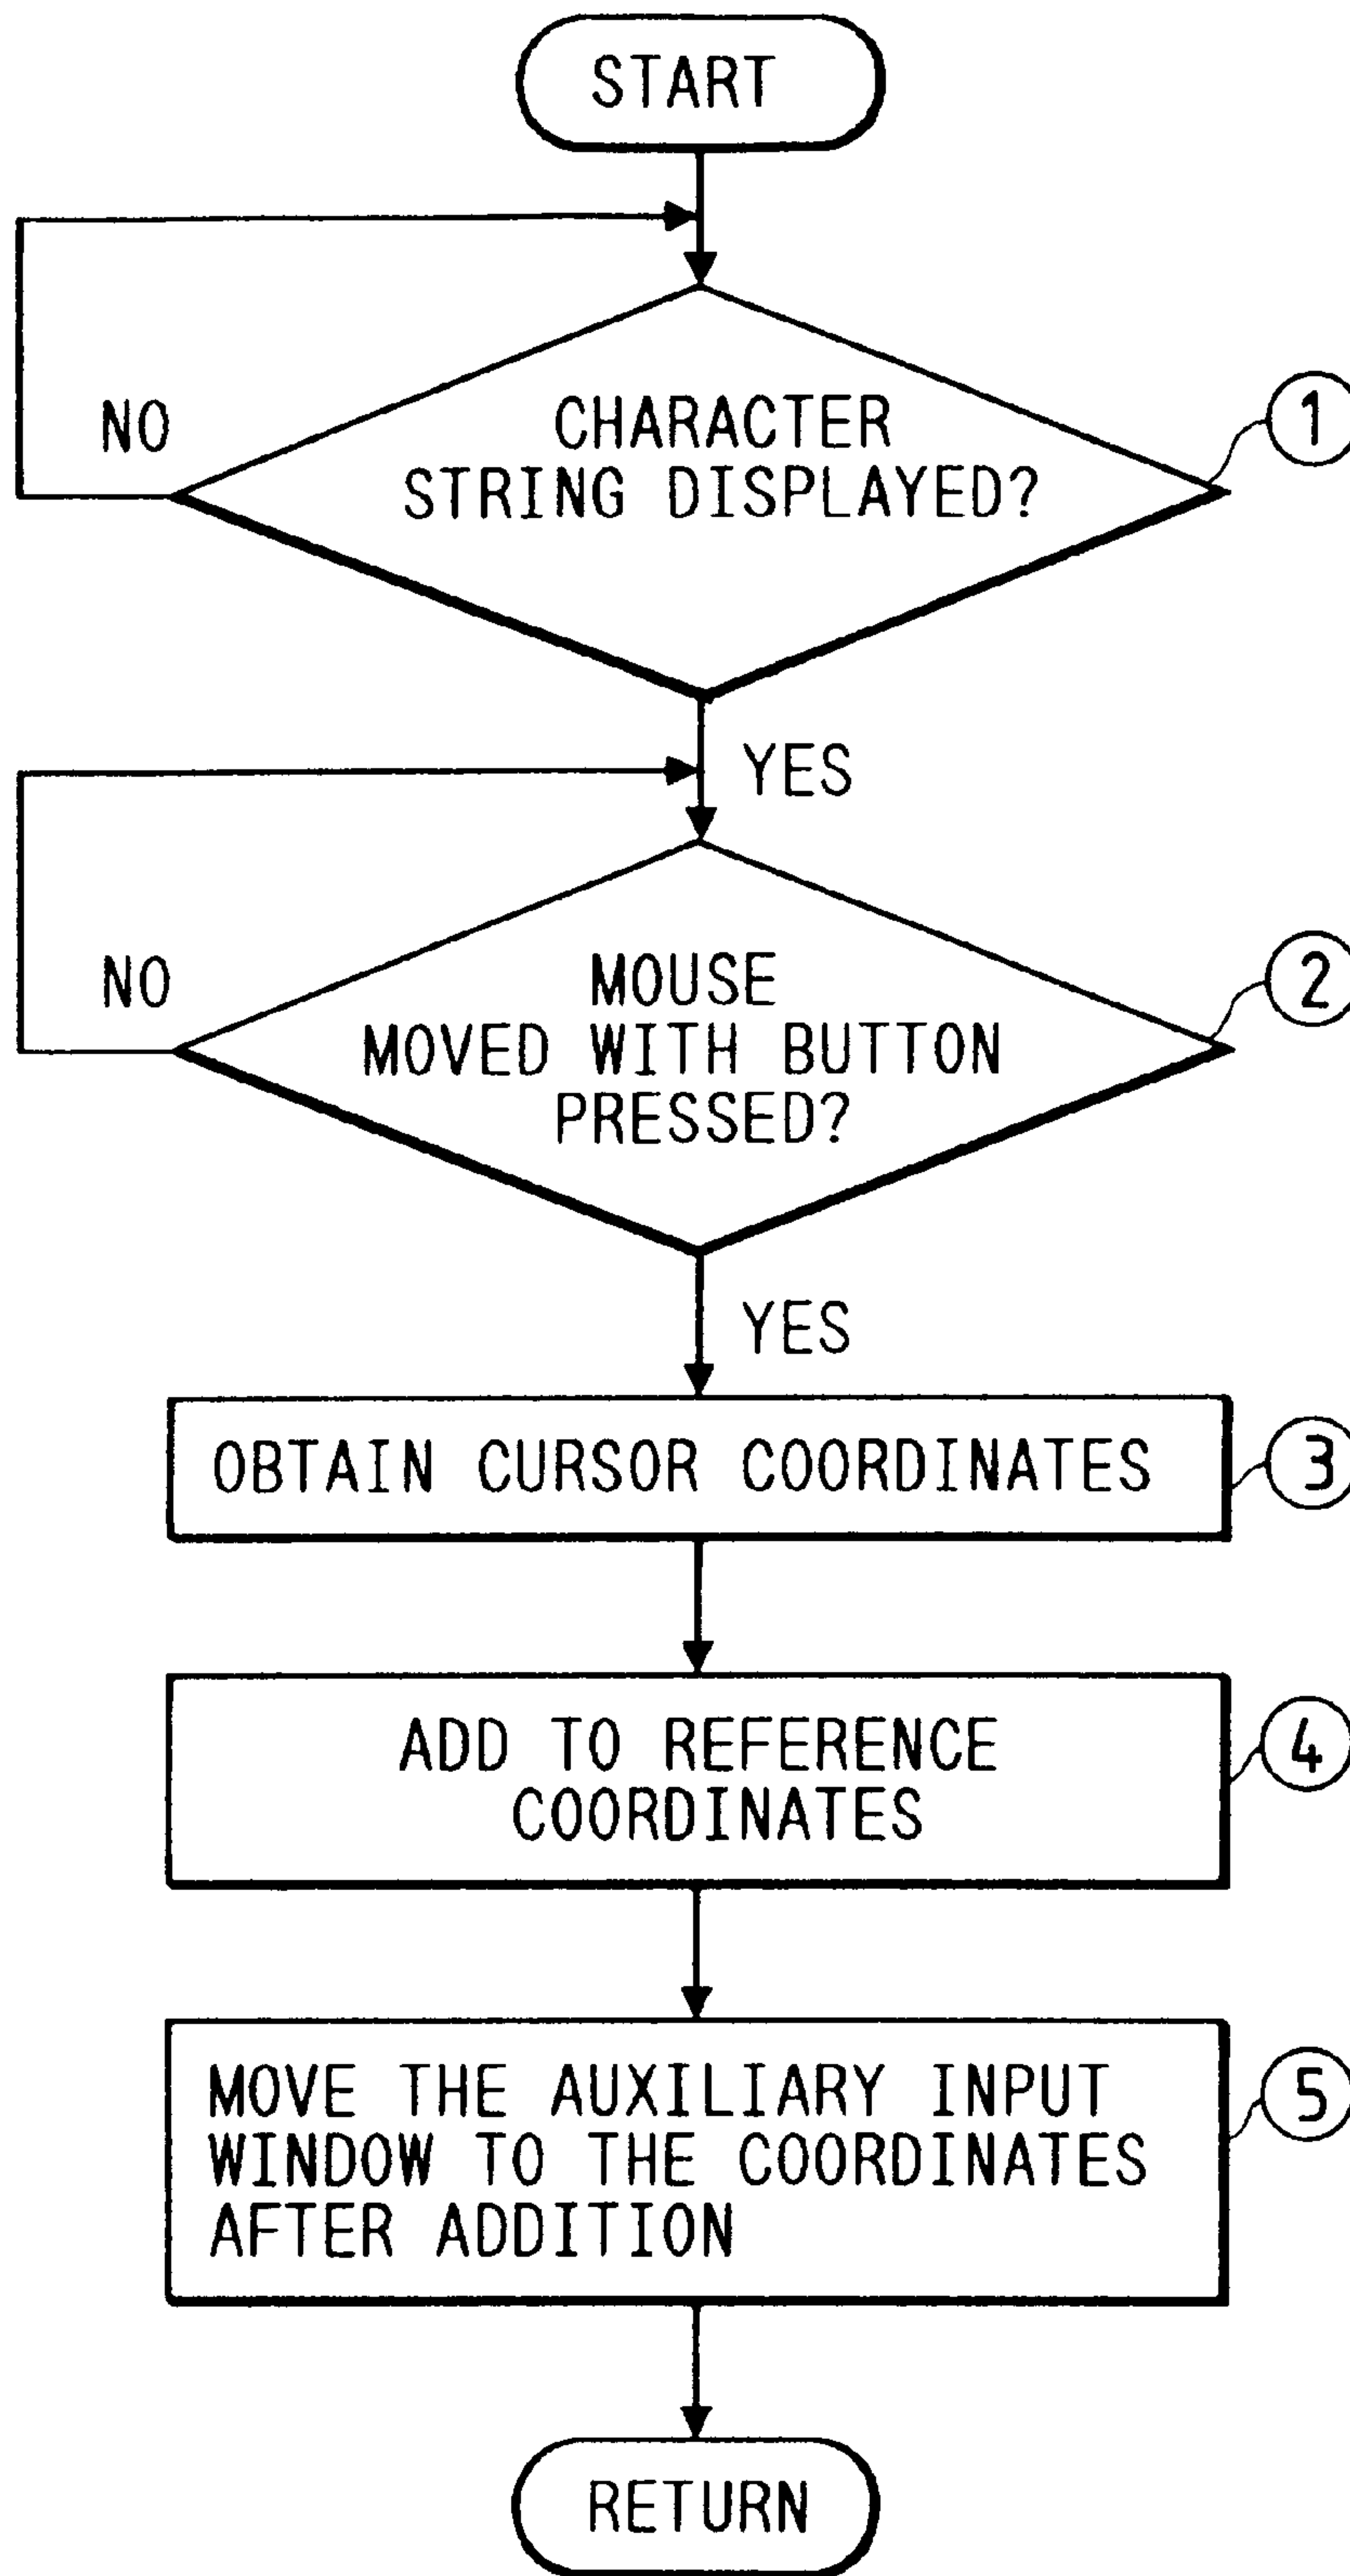 START
NO
CHARACTER
STRING DISPLAYED?
1
YES
NO
MOUSE
MOVED WITH BUTTON
PRESSED?
2
YES
OBTAIN CURSOR COORDINATES
3
ADD TO REFERENCE
COORDINATES
4
MOVE THE AUXILIARY INPUT
WINDOW TO THE COORDINATES
AFTER ADDITION
5
RETURN